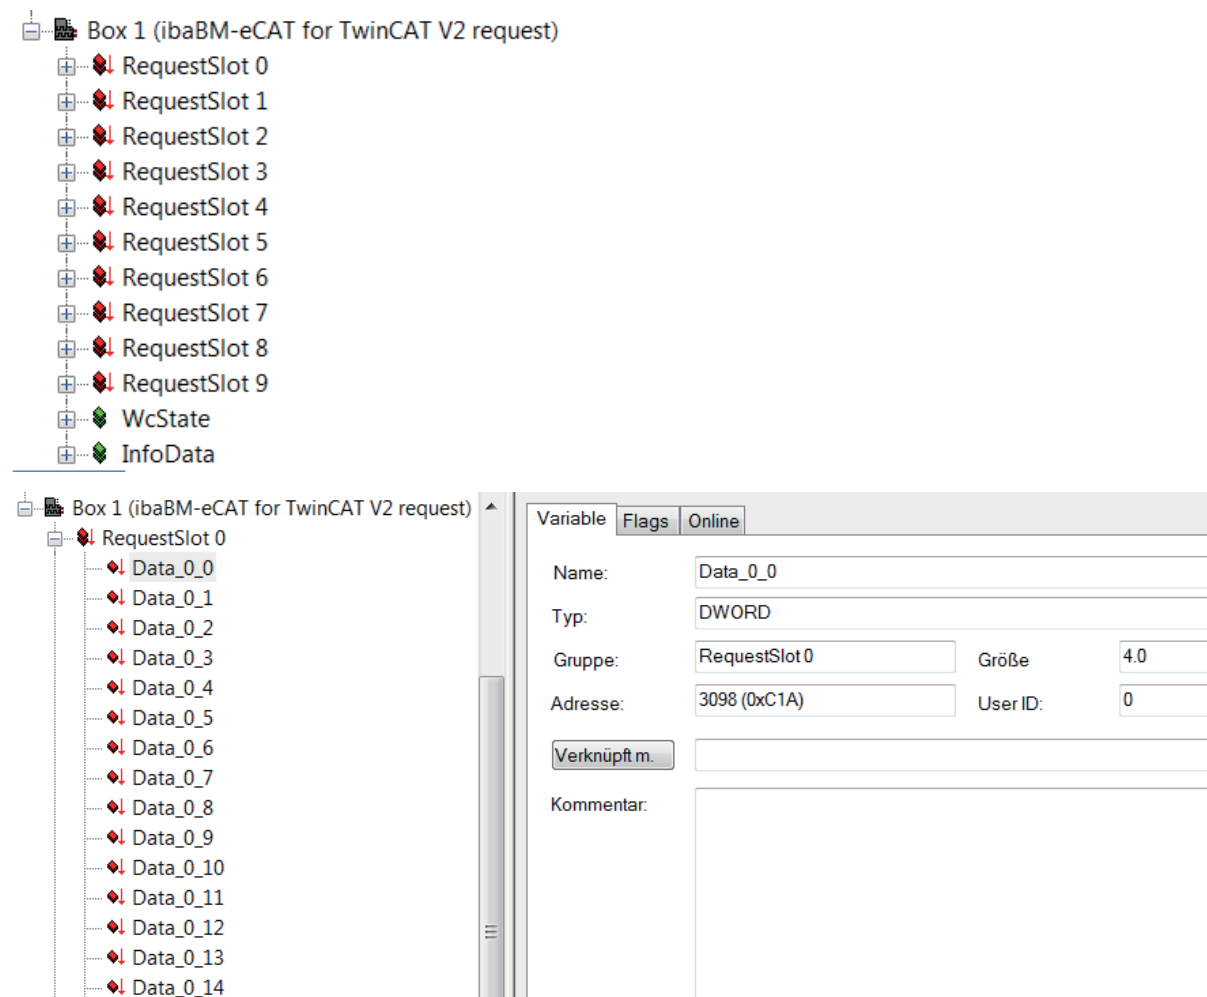 Box 1 (ibaBM-eCAT for TwinCAT V2 request)
RequestSlot 0
RequestSlot 1
RequestSlot 2
RequestSlot 3
RequestSlot 4
RequestSlot 5
RequestSlot 6
RequestSlot 7
RequestSlot 8
RequestSlot 9
WcState
InfoData
Box 1 (ibaBM-eCAT for TwinCAT V2 request)
RequestSlot 0
Data_0_0
Data_0_1
Data_0_2
Data_0_3
Data_0_4
Data_0_5
Data_0_6
Data_0_7
Data_0_8
Data_0_9
Data_0_10
Data_0_11
Data_0_12
Data_0_13
Data_0_14
Variable Flags Online
Name: Data_0_0
Typ: DWORD
Gruppe: RequestSlot 0 Größe 4.0
Adresse: 3098 (0xC1A) User ID: 0
Verknüpft m.
Kommentar: